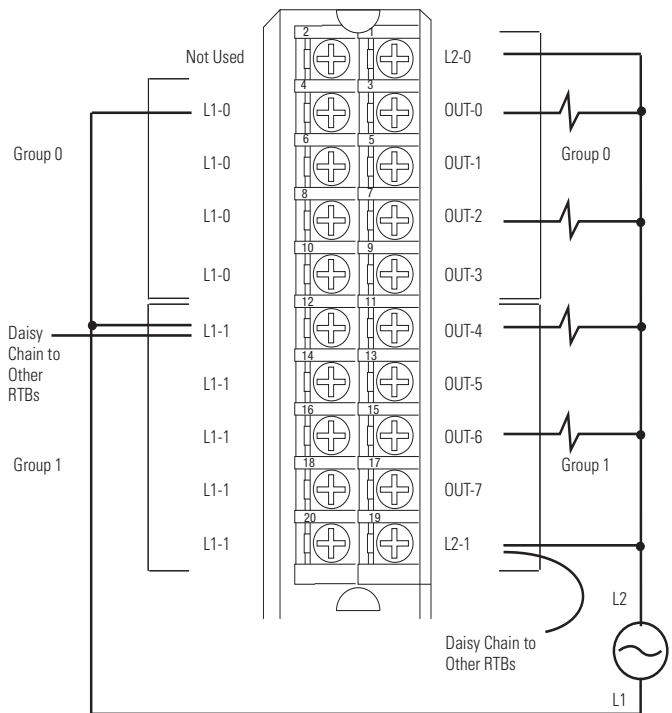 2 1
Not Used L2-0
4 3
L1-0 OUT-0
6 5
Group 0 L1-0 OUT-1 Group 0
8 7
L1-0 OUT-2
10 9
L1-0 OUT-3
12 11
L1-1 OUT-4
Daisy
Chain to
Other
RTBs
14 13
L1-1 OUT-5
16 15
L1-1 OUT-6
Group 1 Group 1
18 17
L1-1 OUT-7
20 19
L1-1 L2-1
L2
Daisy Chain to
Other RTBs
L1